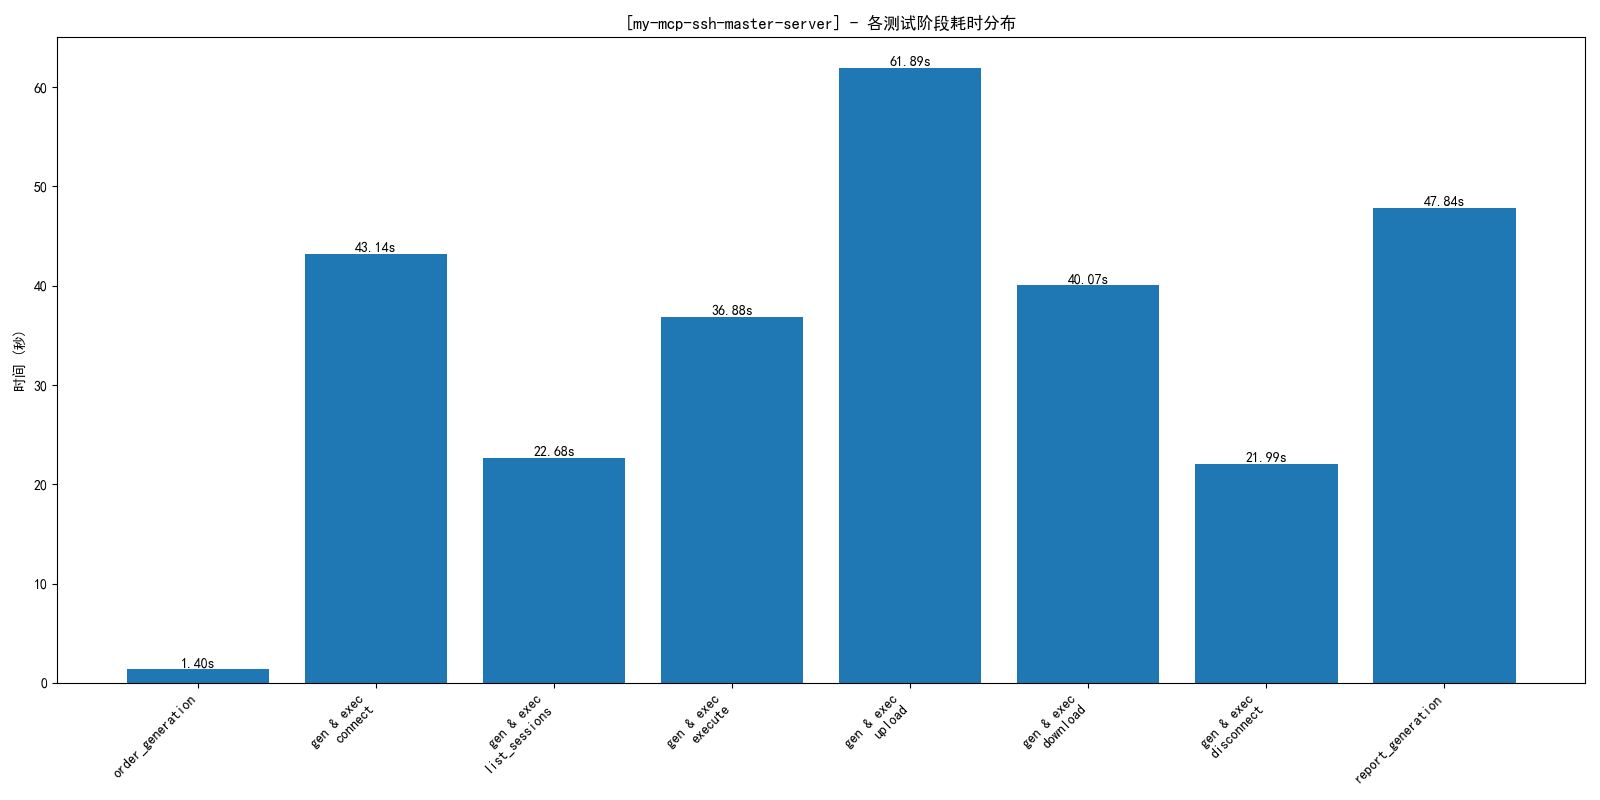 [my-mcp-ssh-master-server] - 各测试阶段耗时分布
时间 (秒)
60
50
40
30
20
10
0
1.40s
43.14s
22.68s
36.88s
61.89s
40.07s
21.99s
47.84s
order_generation
gen & exec
connect
gen & exec
list_sessions
gen & exec
execute
gen & exec
upload
gen & exec
download
gen & exec
disconnect
report_generation